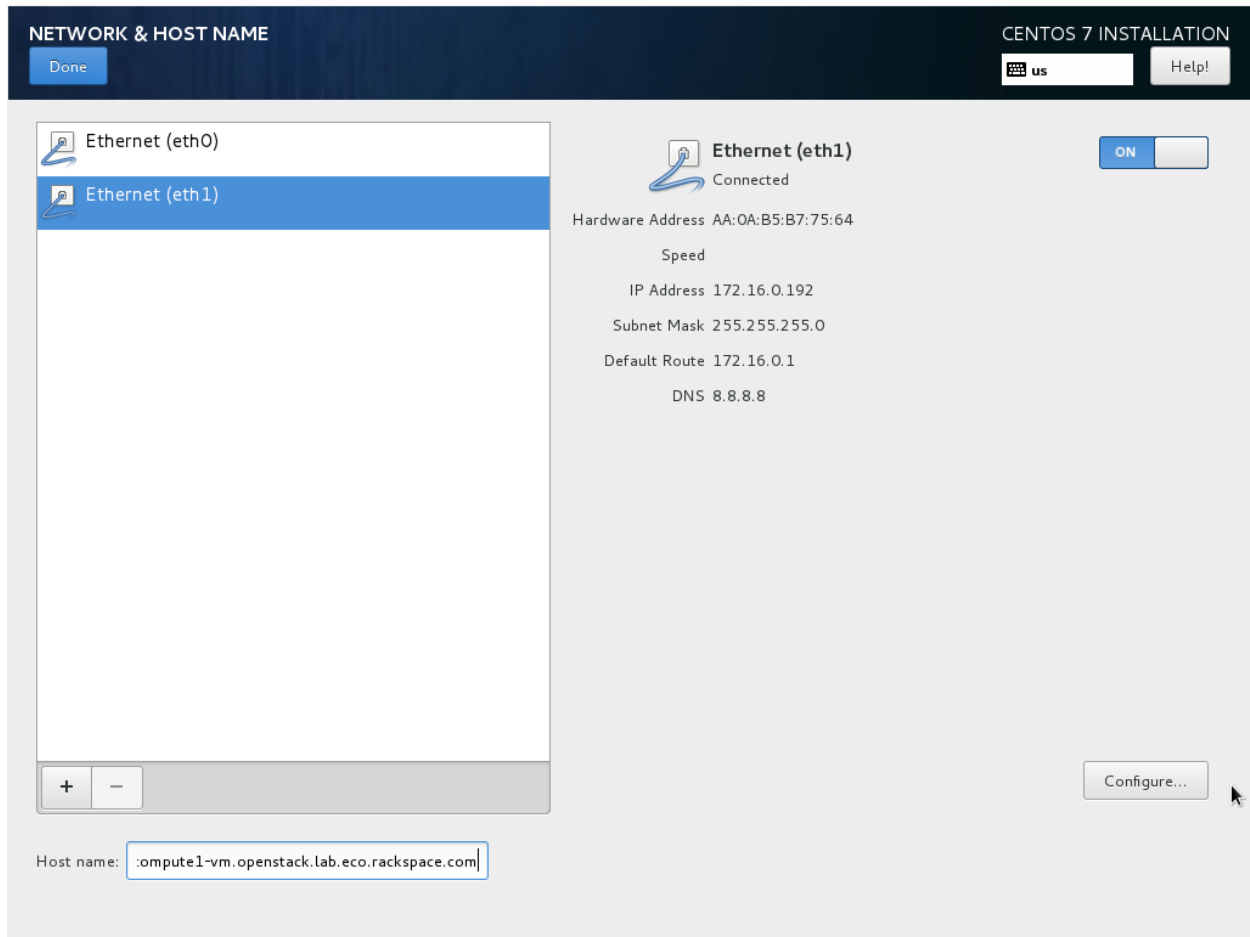 NETWORK & HOST NAME
CENTOS 7 INSTALLATION
Done
us
Help!
Ethernet (eth0)
Ethernet (eth1)
Ethernet (eth1)
Connected
ON
Hardware Address AA:0A:B5:B7:75:64
Speed
IP Address 172.16.0.192
Subnet Mask 255.255.255.0
Default Route 172.16.0.1
DNS 8.8.8.8
+ −
Configure...
Host name: :ompute1-vm.openstack.lab.eco.rackspace.com